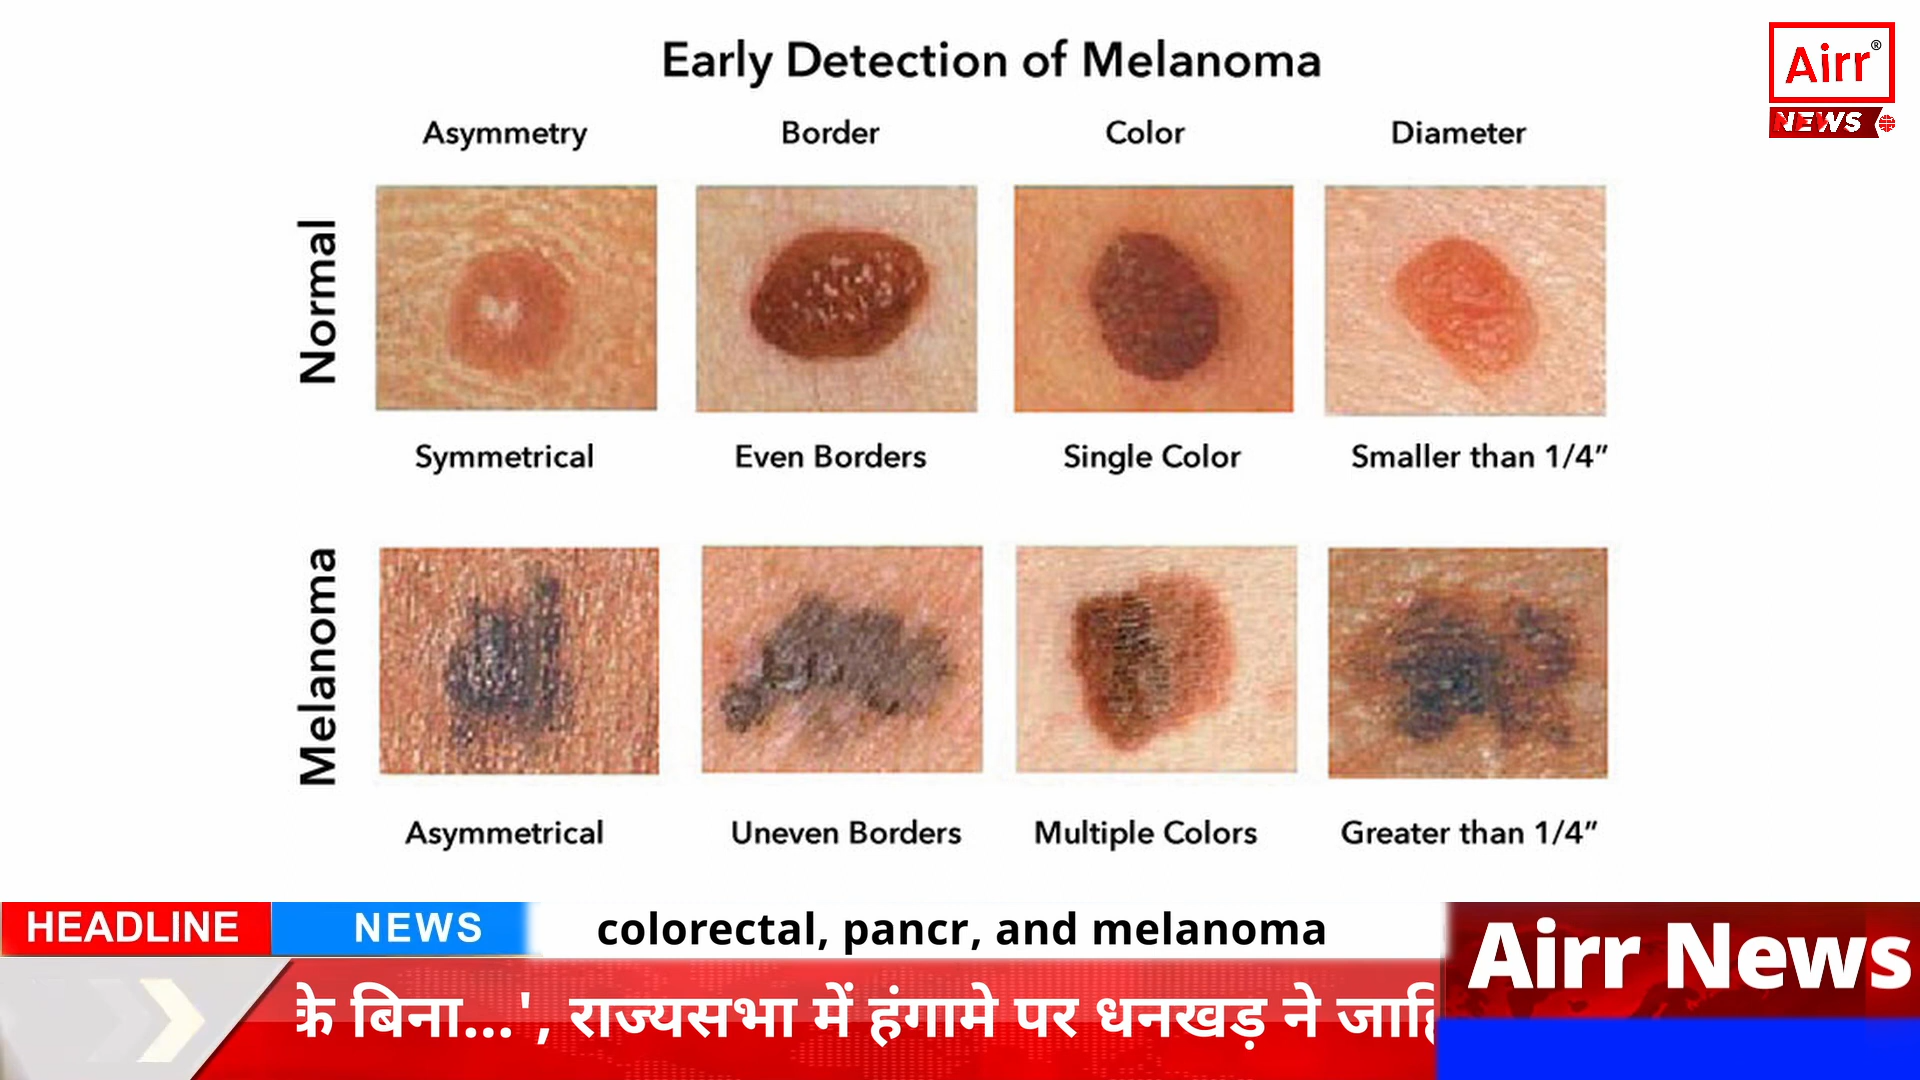 Early Detection of Melanoma
Airr®
NEWS
Asymmetry Border Color Diameter
Normal
Symmetrical Even Borders Single Color Smaller than 1/4”
Melanoma
Asymmetrical Uneven Borders Multiple Colors Greater than 1/4”
HEADLINE NEWS colorectal, pancr, and melanoma
Airr News
के बिना...', राज्यसभा में हंगामे पर धनखड़ ने